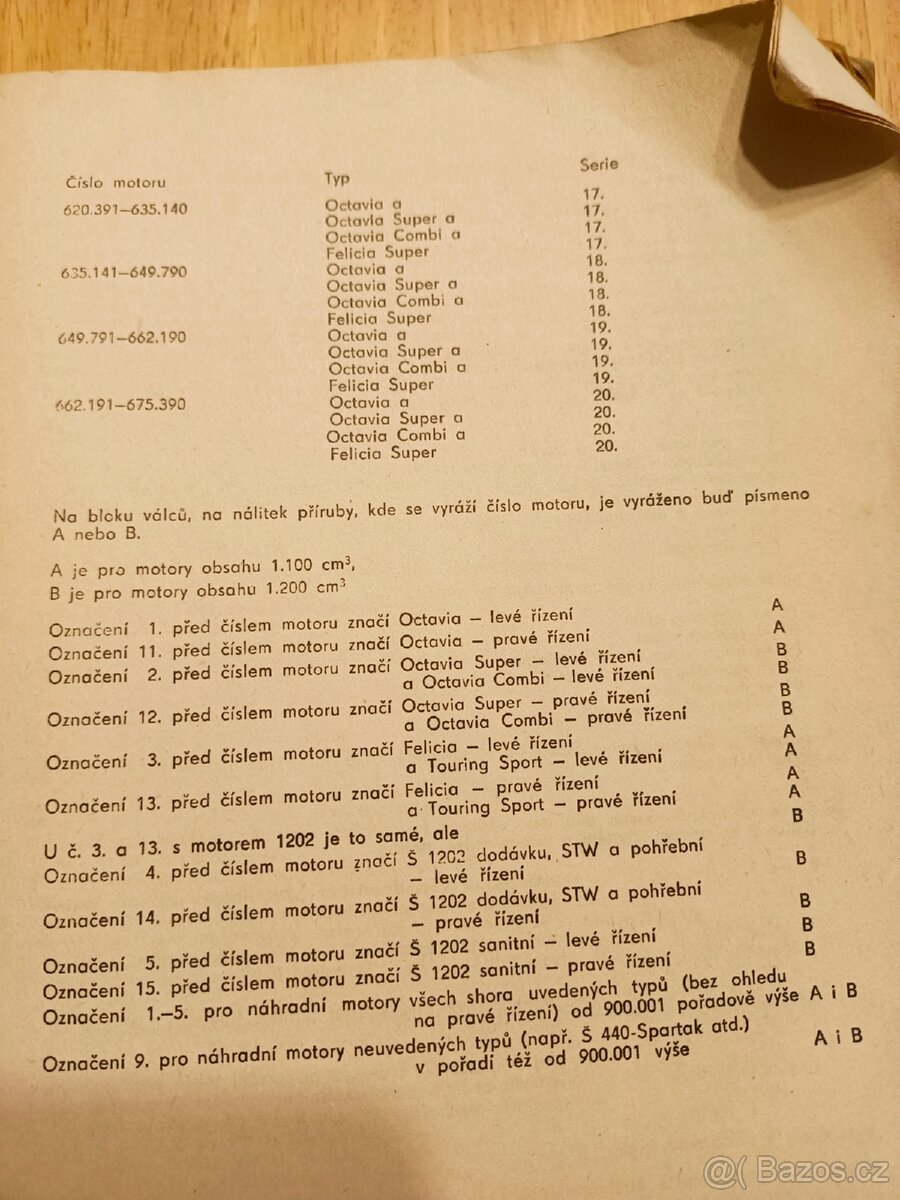 Číslo motoru Typ Serie
620.391—635.140 Octavia a 17.
Octavia Super a 17.
Octavia Combi a 17.
Felicia Super 17.
635.141—649.790 Octavia a 18.
Octavia Super a 18.
Octavia Combi a 18.
Felicia Super 18.
649.791—662.190 Octavia a 19.
Octavia Super a 19.
Octavia Combi a 19.
Felicia Super 19.
662.191—675.390 Octavia a 20.
Octavia Super a 20.
Octavia Combi a 20.
Felicia Super 20.
Na bloku válců, na nálitek příruby, kde se vyráží číslo motoru, je vyráženo buď písmeno
A nebo B.
A je pro motory obsahu 1.100 cm³,
B je pro motory obsahu 1.200 cm³
Označení 1. před číslem motoru značí Octavia — levé řízení A
Označení 11. před číslem motoru značí Octavia — pravé řízení A
Označení 2. před číslem motoru značí Octavia Super — levé řízení B
a Octavia Combi — levé řízení B
Označení 12. před číslem motoru značí Octavia Super — pravé řízení B
a Octavia Combi — pravé řízení B
Označení 3. před číslem motoru značí Felicia — levé řízení A
a Touring Sport — levé řízení A
Označení 13. před číslem motoru značí Felicia — pravé řízení A
a Touring Sport — pravé řízení A
U č. 3. a 13. s motorem 1202 je to samé, ale B
Označení 4. před číslem motoru značí Š 1202 dodávku, STW a pohřební
— levé řízení B
Označení 14. před číslem motoru značí Š 1202 dodávku, STW a pohřební
— pravé řízení B
Označení 5. před číslem motoru značí Š 1202 sanitní — levé řízení B
Označení 15. před číslem motoru značí Š 1202 sanitní — pravé řízení B
Označení 1.—5. pro náhradní motory všech shora uvedených typů (bez ohledu
na pravé řízení) od 900.001 pořadově výše A i B
Označení 9. pro náhradní motory neuvedených typů (např. Š 440-Spartak atd.)
v pořadí též od 900.001 výše A i B
@( Bazos.cz